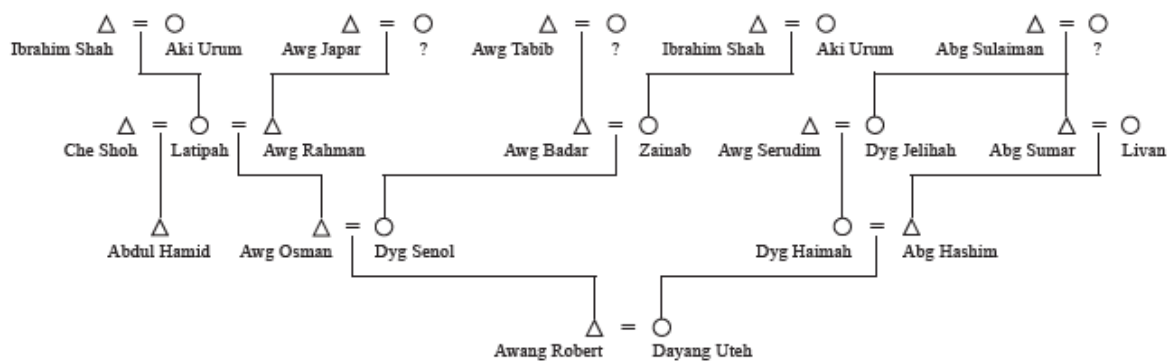 Ibrahim Shah Aki Urum Awg Japar ? Awg Tabib ? Ibrahim Shah Aki Urum Abg Sulaiman ?
Che Shoh Latipah Awg Rahman Awg Badar Zainab Awg Serudim Dyg Jelihah Abg Sumar Livan
Abdul Hamid Awg Osman Dyg Senol Dyg Haimah Abg Hashim
Awang Robert Dayang Uteh